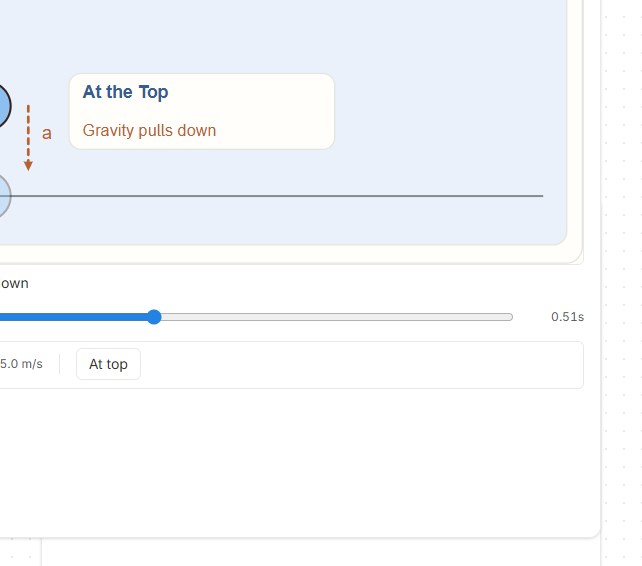 At the Top
Gravity pulls down
a
own
0.51s
5.0 m/s
At top